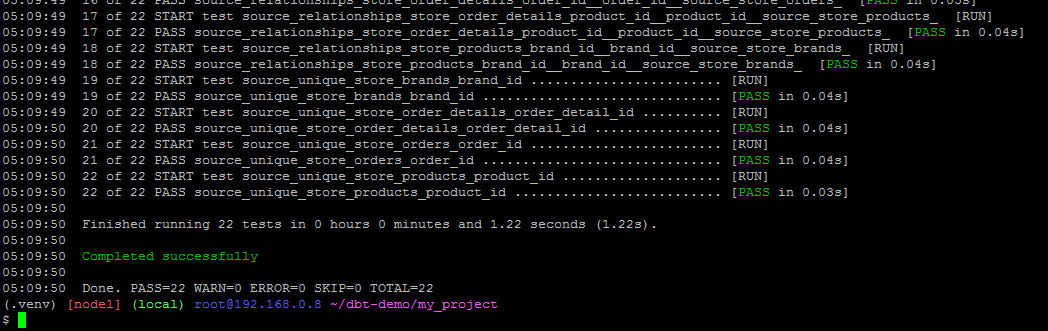 05:09:49  16 of 22 PASS source_relationships_store_order_details_order_id__order_id__source_store_orders_  [PASS in 0.03s]
05:09:49  17 of 22 START test source_relationships_store_order_details_product_id__product_id__source_store_products_  [RUN]
05:09:49  17 of 22 PASS source_relationships_store_order_details_product_id__product_id__source_store_products_  [PASS in 0.04s]
05:09:49  18 of 22 START test source_relationships_store_products_brand_id__brand_id__source_store_brands_  [RUN]
05:09:49  18 of 22 PASS source_relationships_store_products_brand_id__brand_id__source_store_brands_  [PASS in 0.04s]
05:09:49  19 of 22 START test source_unique_store_brands_brand_id ........................ [RUN]
05:09:49  19 of 22 PASS source_unique_store_brands_brand_id .............................. [PASS in 0.04s]
05:09:49  20 of 22 START test source_unique_store_order_details_order_detail_id .......... [RUN]
05:09:50  20 of 22 PASS source_unique_store_order_details_order_detail_id ................ [PASS in 0.04s]
05:09:50  21 of 22 START test source_unique_store_orders_order_id ........................ [RUN]
05:09:50  21 of 22 PASS source_unique_store_orders_order_id .............................. [PASS in 0.04s]
05:09:50  22 of 22 START test source_unique_store_products_product_id .................... [RUN]
05:09:50  22 of 22 PASS source_unique_store_products_product_id .......................... [PASS in 0.03s]
05:09:50
05:09:50  Finished running 22 tests in 0 hours 0 minutes and 1.22 seconds (1.22s).
05:09:50
05:09:50  Completed successfully
05:09:50
05:09:50  Done. PASS=22 WARN=0 ERROR=0 SKIP=0 TOTAL=22
(.venv) [node1] (local) root@192.168.0.8 ~/dbt-demo/my_project
$